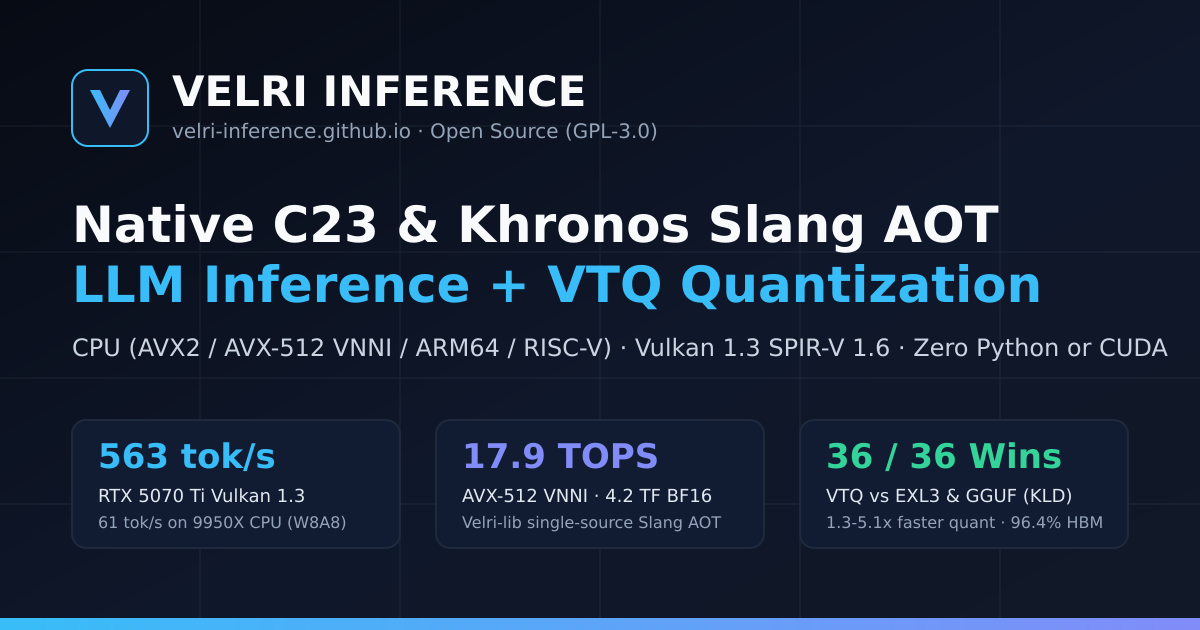 V
VELRI INFERENCE
velri-inference.github.io · Open Source (GPL-3.0)
Native C23 & Khronos Slang AOT
LLM Inference + VTQ Quantization
CPU (AVX2 / AVX-512 VNNI / ARM64 / RISC-V) · Vulkan 1.3 SPIR-V 1.6 · Zero Python or CUDA
563 tok/s
RTX 5070 Ti Vulkan 1.3
61 tok/s on 9950X CPU (W8A8)
17.9 TOPS
AVX-512 VNNI · 4.2 TF BF16
Velri-lib single-source Slang AOT
36 / 36 Wins
VTQ vs EXL3 & GGUF (KLD)
1.3-5.1x faster quant · 96.4% HBM